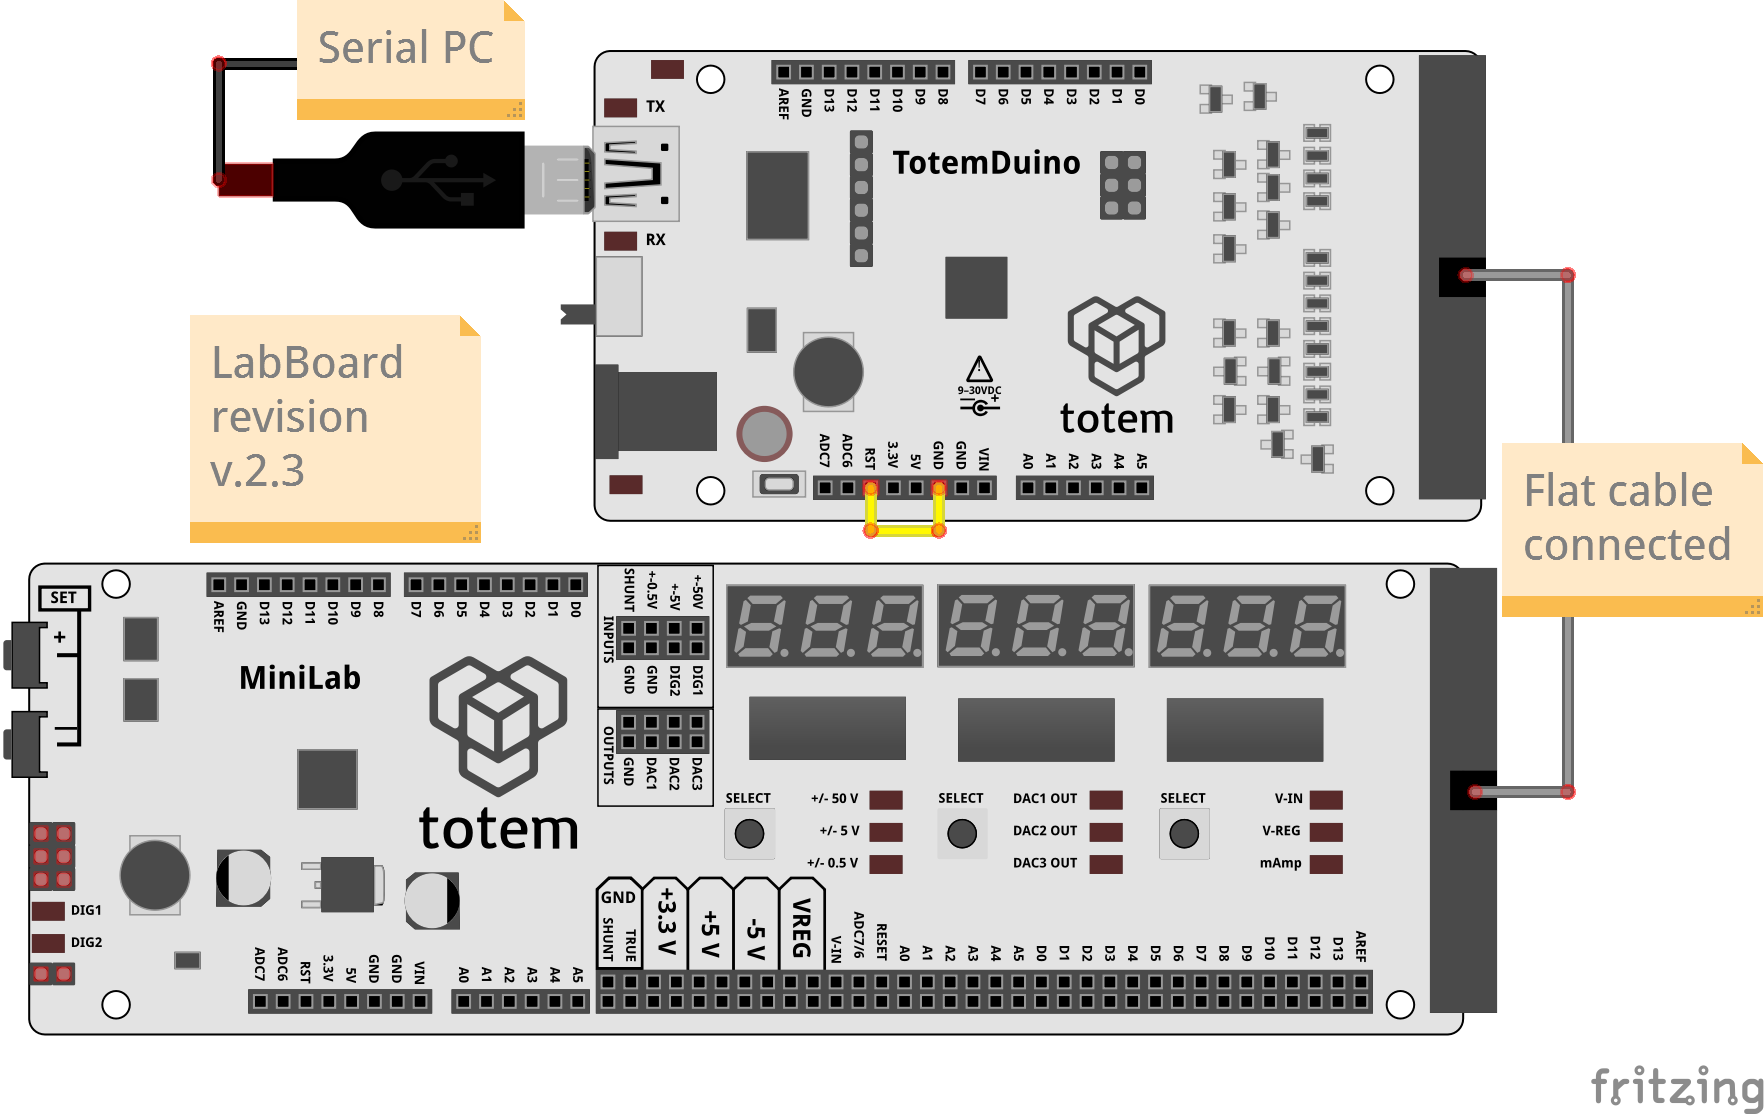 Serial PC
TX
RX
AREF GND D13 D12 D11 D10 D9 D8 D7 D6 D5 D4 D3 D2 D1 D0
TotemDuino
9-30VDC
totem
ADC7 ADC6 RST 3.3V 5V GND GND VIN A0 A1 A2 A3 A4 A5
LabBoard
revision
v.2.3
Flat cable
connected
SET
+
AREF GND D13 D12 D11 D10 D9 D8 D7 D6 D5 D4 D3 D2 D1 D0
MiniLab
totem
SHUNT +-0.5V +-5V +-50V
INPUTS
GND GND DIG2 DIG1
OUTPUTS
GND DAC1 DAC2 DAC3
SELECT
+/- 50 V
+/- 5 V
+/- 0.5 V
SELECT
DAC1 OUT
DAC2 OUT
DAC3 OUT
SELECT
V-IN
V-REG
mAmp
DIG1
DIG2
ADC7 ADC6 RST 3.3V 5V GND GND VIN A0 A1 A2 A3 A4 A5
GND
SHUNT TRUE
+3.3 V +5 V -5 V VREG
V-IN ADC7/6 RESET A0 A1 A2 A3 A4 A5 D0 D1 D2 D3 D4 D5 D6 D7 D8 D9 D10 D11 D12 D13 AREF
fritzing